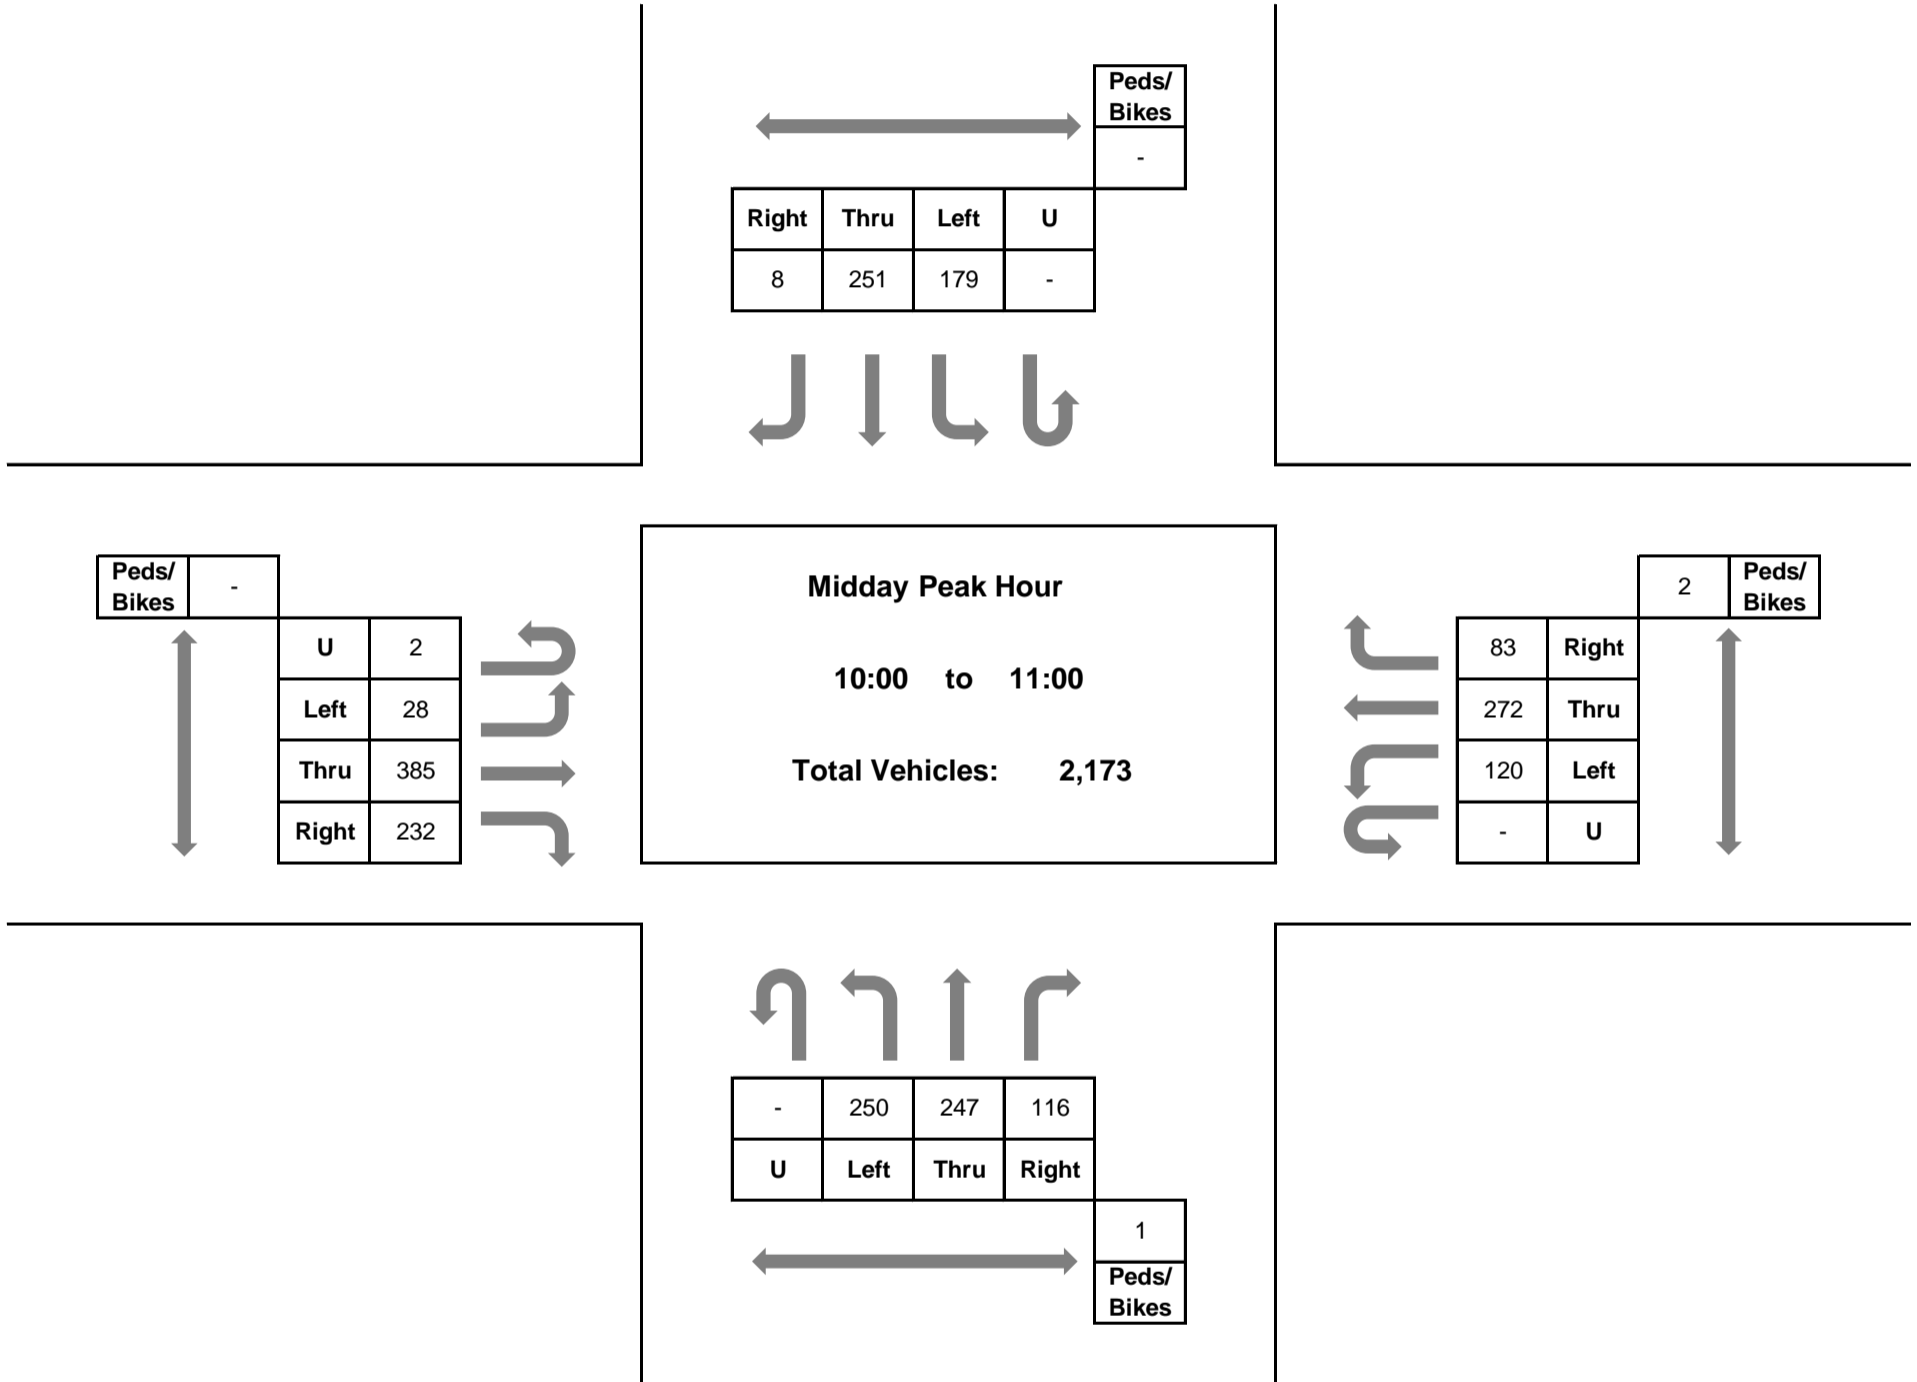 Peds/
Bikes
-
Right Thru Left U
8 251 179 -
Peds/
Bikes
-
U 2
Left 28
Thru 385
Right 232
Midday Peak Hour
10:00 to 11:00
Total Vehicles: 2,173
2 Peds/
Bikes
83 Right
272 Thru
120 Left
- U
- 250 247 116
U Left Thru Right
1
Peds/
Bikes